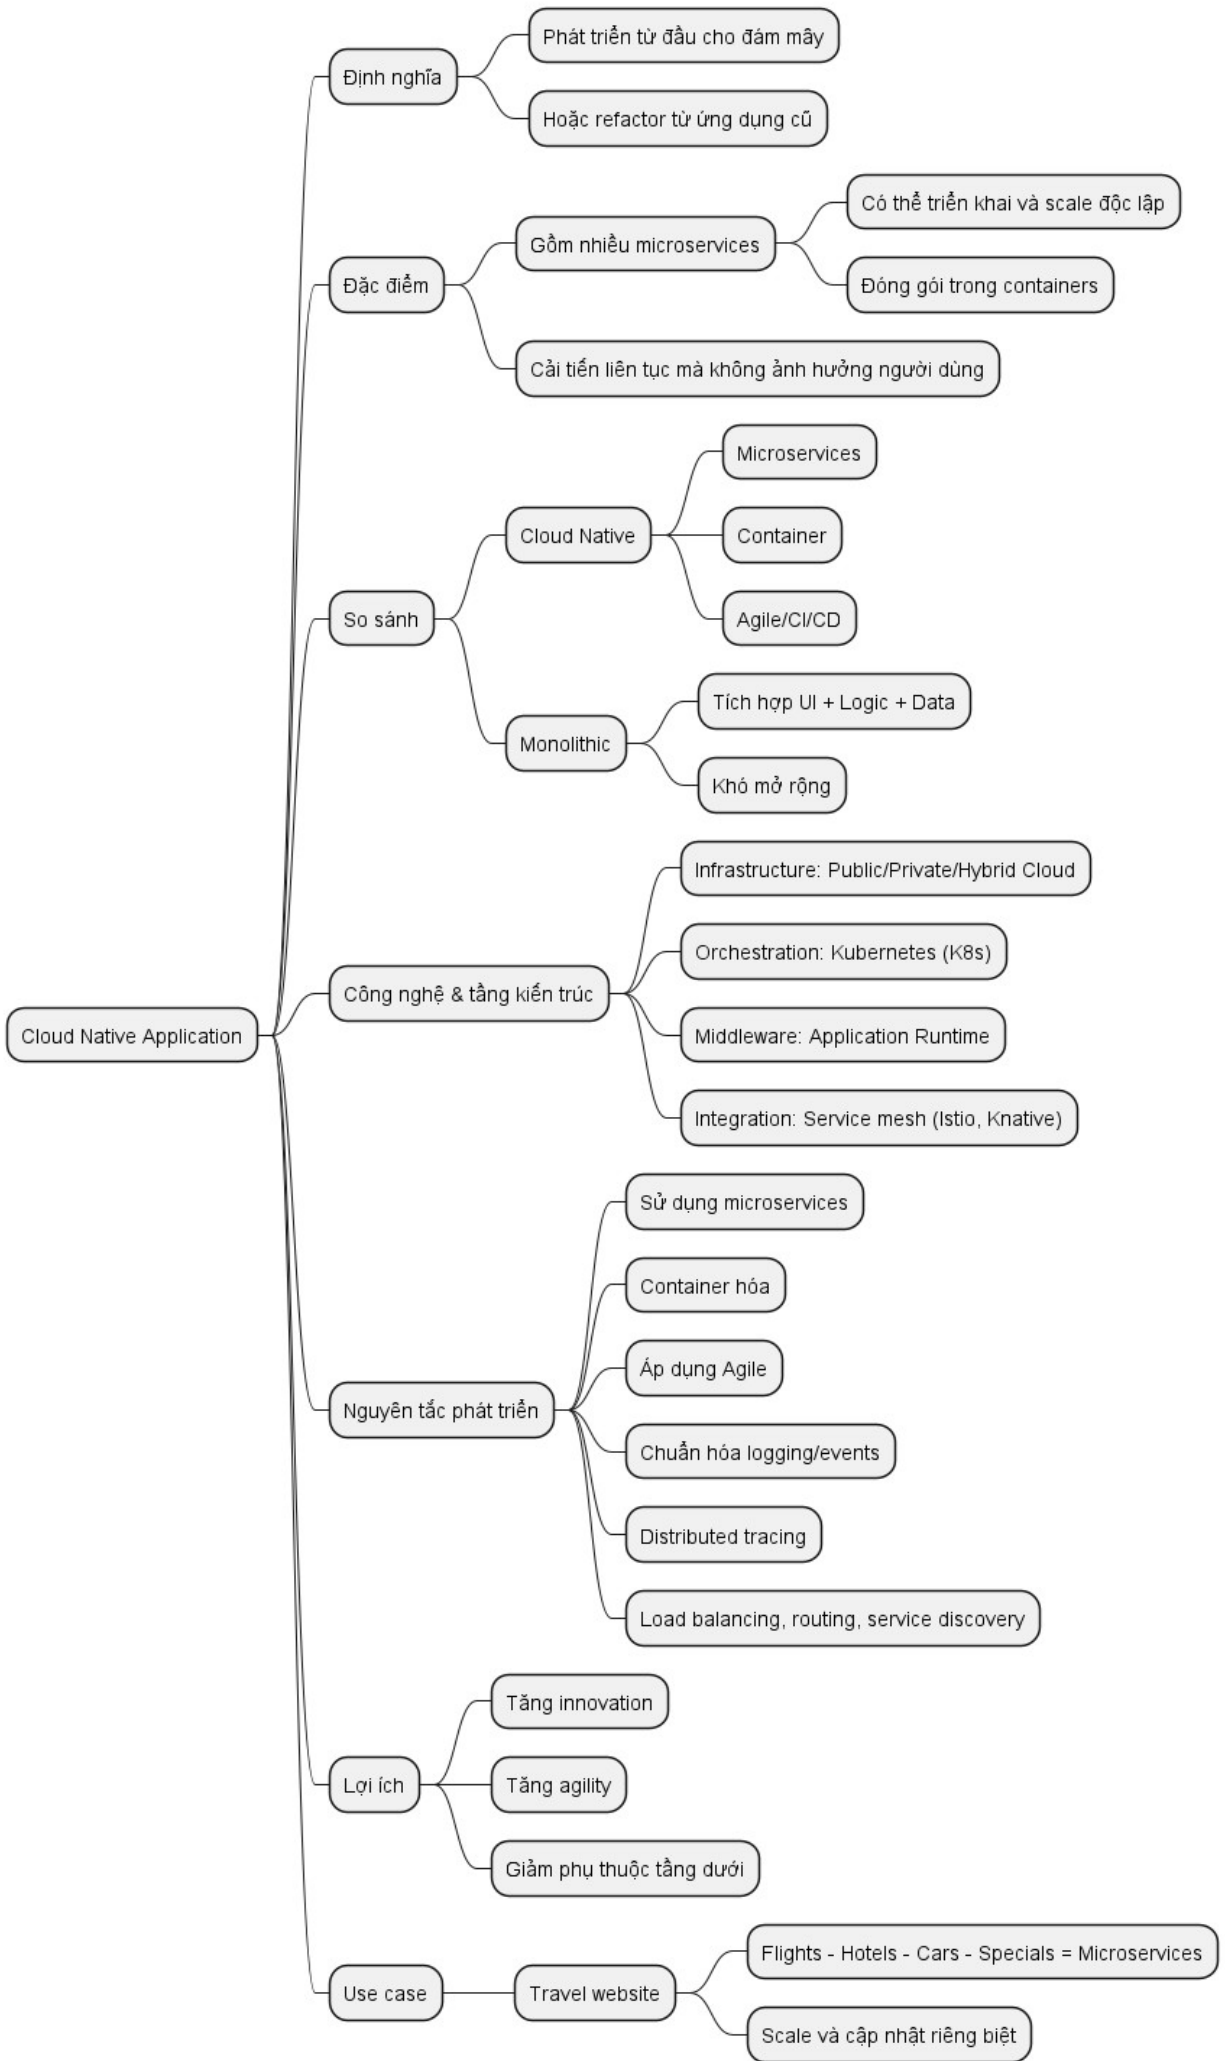 Cloud Native Application
Định nghĩa
Phát triển từ đầu cho đám mây
Hoặc refactor từ ứng dụng cũ
Đặc điểm
Gồm nhiều microservices
Có thể triển khai và scale độc lập
Đóng gói trong containers
Cải tiến liên tục mà không ảnh hưởng người dùng
So sánh
Cloud Native
Microservices
Container
Agile/CI/CD
Monolithic
Tích hợp UI + Logic + Data
Khó mở rộng
Công nghệ & tầng kiến trúc
Infrastructure: Public/Private/Hybrid Cloud
Orchestration: Kubernetes (K8s)
Middleware: Application Runtime
Integration: Service mesh (Istio, Knative)
Nguyên tắc phát triển
Sử dụng microservices
Container hóa
Áp dụng Agile
Chuẩn hóa logging/events
Distributed tracing
Load balancing, routing, service discovery
Lợi ích
Tăng innovation
Tăng agility
Giảm phụ thuộc tầng dưới
Use case
Travel website
Flights - Hotels - Cars - Specials = Microservices
Scale và cập nhật riêng biệt